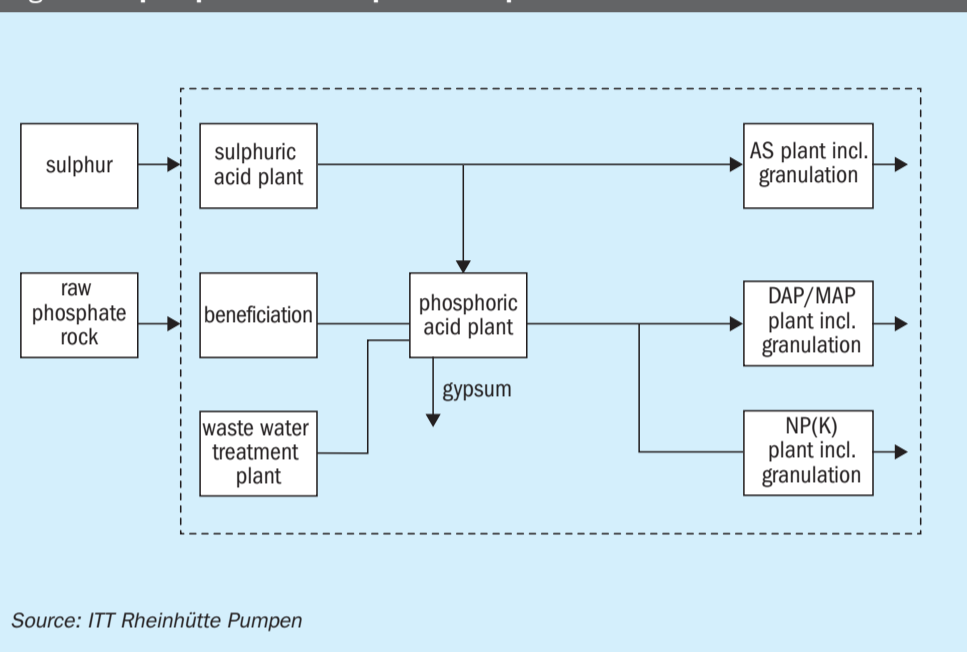 sulphur
sulphuric
acid plant
AS plant incl.
granulation
raw
phosphate
rock
beneficiation
phosphoric
acid plant
DAP/MAP
plant incl.
granulation
gypsum
waste water
treatment
plant
NP(K)
plant incl.
granulation
Source: ITT Rheinhütte Pumpen